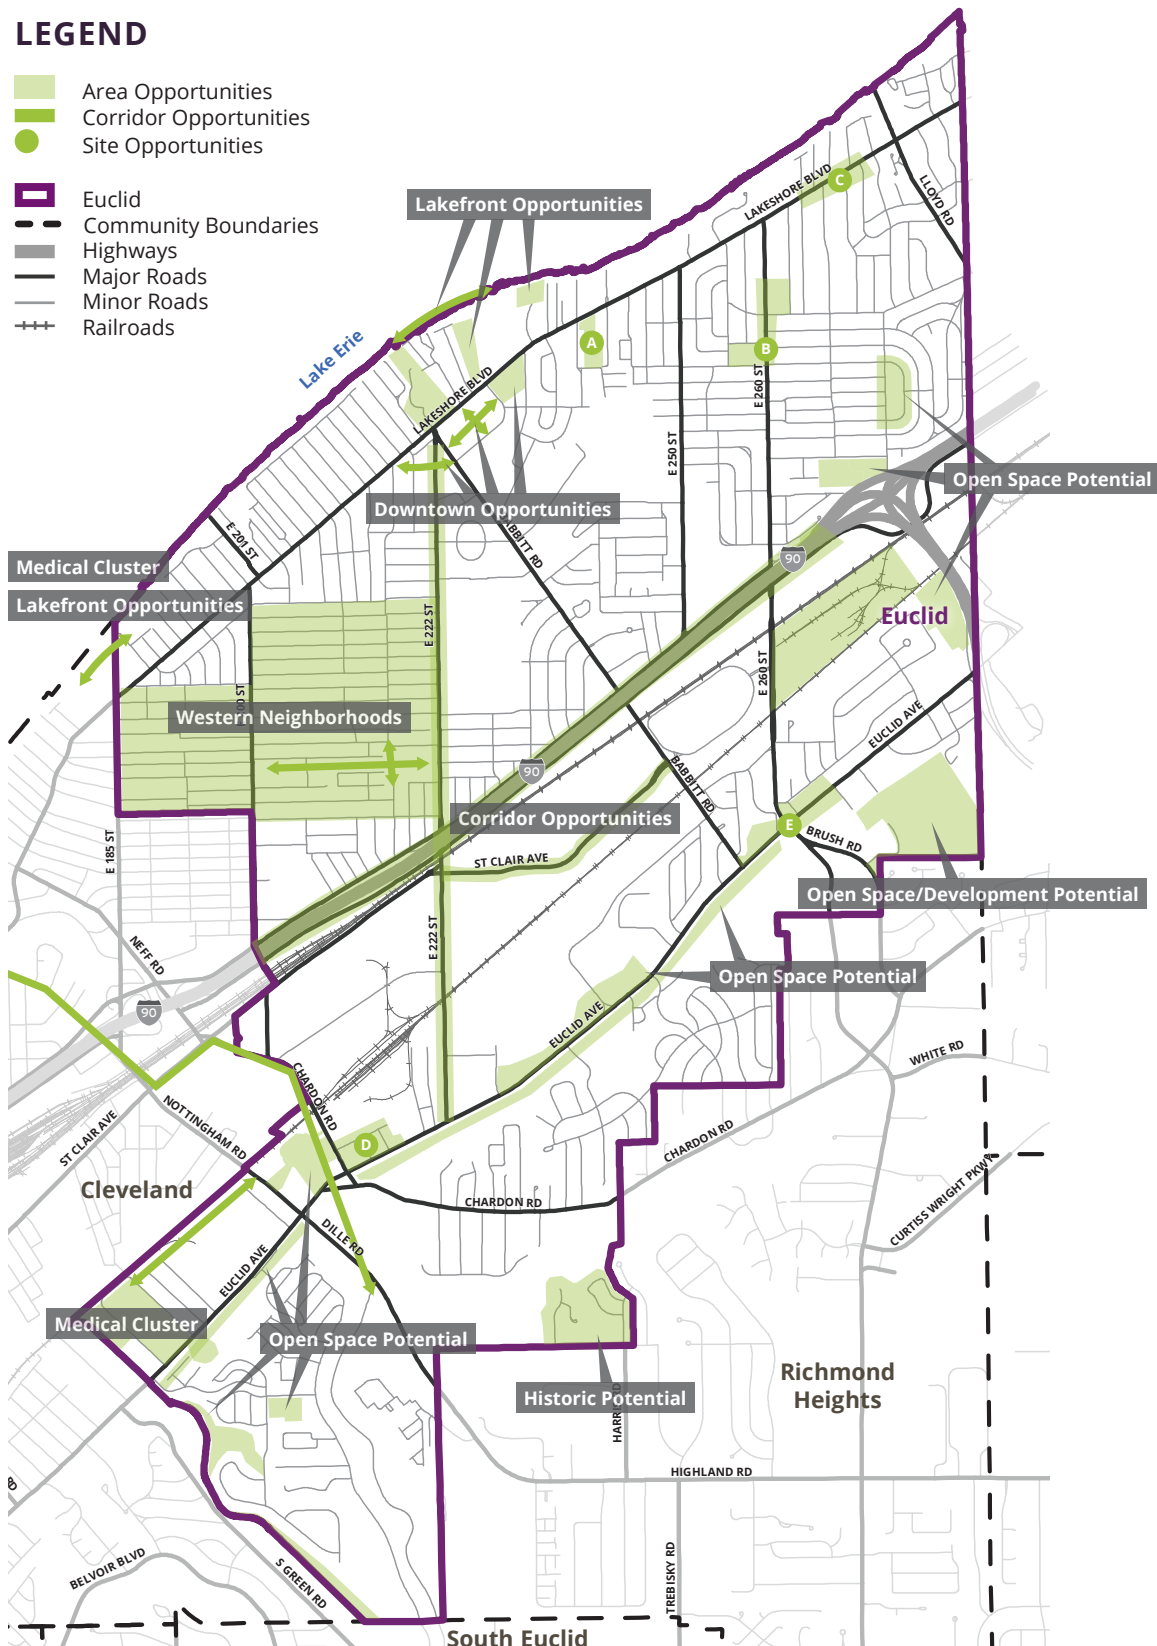 LEGEND
Area Opportunities
Corridor Opportunities
Site Opportunities
Euclid
Community Boundaries
Highways
Major Roads
Minor Roads
Railroads
LAKESHORE BLVD
C
LLOYD RD
Lakefront Opportunities
Lake Erie
A
B
E 260 ST
LAKESHORE BLVD
E 250 ST
Open Space Potential
Downtown Opportunities
BABBITT RD
E 201 ST
90
Medical Cluster
Lakefront Opportunities
E 222 ST
Euclid
E 260 ST
Western Neighborhoods
EUCLID AVE
90
BABBITT RD
Corridor Opportunities
E
BRUSH RD
E 185 ST
ST CLAIR AVE
Open Space/Development Potential
E 222 ST
NEFF RD
Open Space Potential
90
EUCLID AVE
WHITE RD
CHARDON RD
NOTTINGHAM RD
ST CLAIR AVE
D
CHARDON RD
CURTISS WRIGHT PKWY
Cleveland
CHARDON RD
DILLE RD
EUCLID AVE
Medical Cluster
Open Space Potential
Richmond
Heights
Historic Potential
HIGHLAND RD
BELVOIR BLVD
S GREEN RD
TREBISKY RD
South Euclid